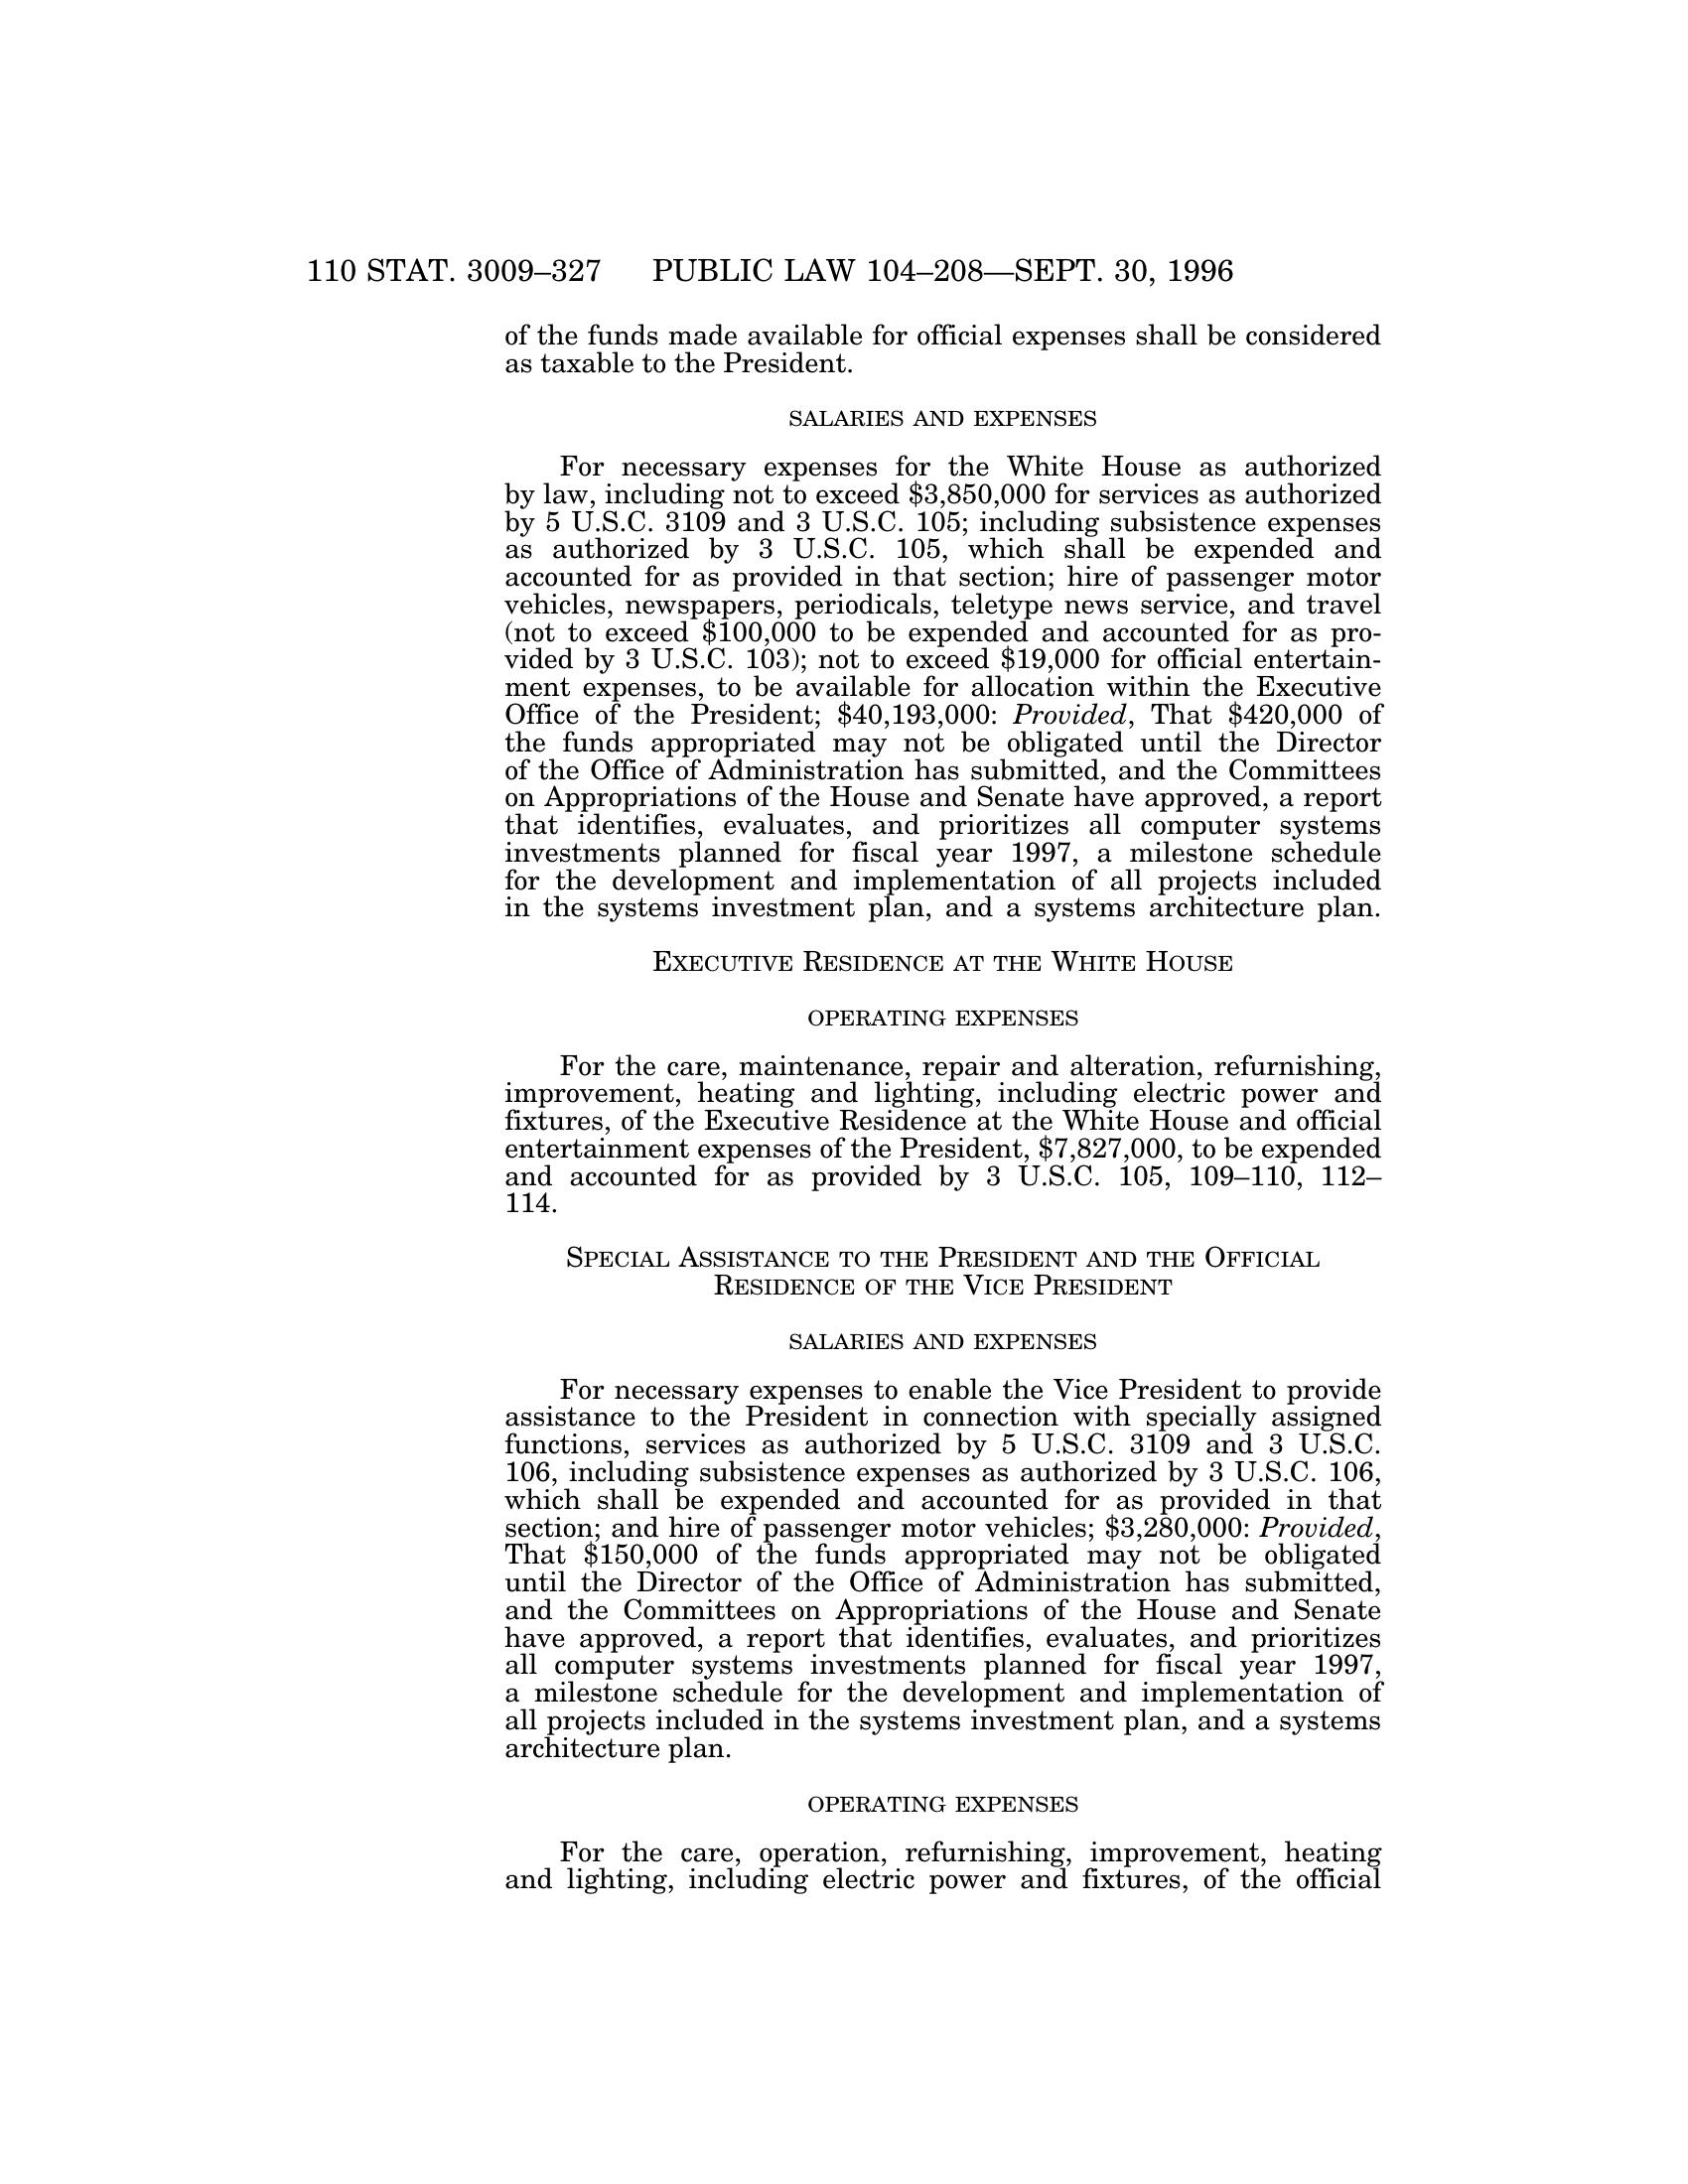 110 STAT. 3009–327 PUBLIC LAW 104–208—SEPT. 30, 1996
of the funds made available for official expenses shall be considered
as taxable to the President.
SALARIES AND EXPENSES
For necessary expenses for the White House as authorized
by law, including not to exceed $3,850,000 for services as authorized
by 5 U.S.C. 3109 and 3 U.S.C. 105; including subsistence expenses
as authorized by 3 U.S.C. 105, which shall be expended and
accounted for as provided in that section; hire of passenger motor
vehicles, newspapers, periodicals, teletype news service, and travel
(not to exceed $100,000 to be expended and accounted for as pro-
vided by 3 U.S.C. 103); not to exceed $19,000 for official entertain-
ment expenses, to be available for allocation within the Executive
Office of the President; $40,193,000: Provided, That $420,000 of
the funds appropriated may not be obligated until the Director
of the Office of Administration has submitted, and the Committees
on Appropriations of the House and Senate have approved, a report
that identifies, evaluates, and prioritizes all computer systems
investments planned for fiscal year 1997, a milestone schedule
for the development and implementation of all projects included
in the systems investment plan, and a systems architecture plan.
EXECUTIVE RESIDENCE AT THE WHITE HOUSE
OPERATING EXPENSES
For the care, maintenance, repair and alteration, refurnishing,
improvement, heating and lighting, including electric power and
fixtures, of the Executive Residence at the White House and official
entertainment expenses of the President, $7,827,000, to be expended
and accounted for as provided by 3 U.S.C. 105, 109–110, 112–
114.
SPECIAL ASSISTANCE TO THE PRESIDENT AND THE OFFICIAL
RESIDENCE OF THE VICE PRESIDENT
SALARIES AND EXPENSES
For necessary expenses to enable the Vice President to provide
assistance to the President in connection with specially assigned
functions, services as authorized by 5 U.S.C. 3109 and 3 U.S.C.
106, including subsistence expenses as authorized by 3 U.S.C. 106,
which shall be expended and accounted for as provided in that
section; and hire of passenger motor vehicles; $3,280,000: Provided,
That $150,000 of the funds appropriated may not be obligated
until the Director of the Office of Administration has submitted,
and the Committees on Appropriations of the House and Senate
have approved, a report that identifies, evaluates, and prioritizes
all computer systems investments planned for fiscal year 1997,
a milestone schedule for the development and implementation of
all projects included in the systems investment plan, and a systems
architecture plan.
OPERATING EXPENSES
For the care, operation, refurnishing, improvement, heating
and lighting, including electric power and fixtures, of the official